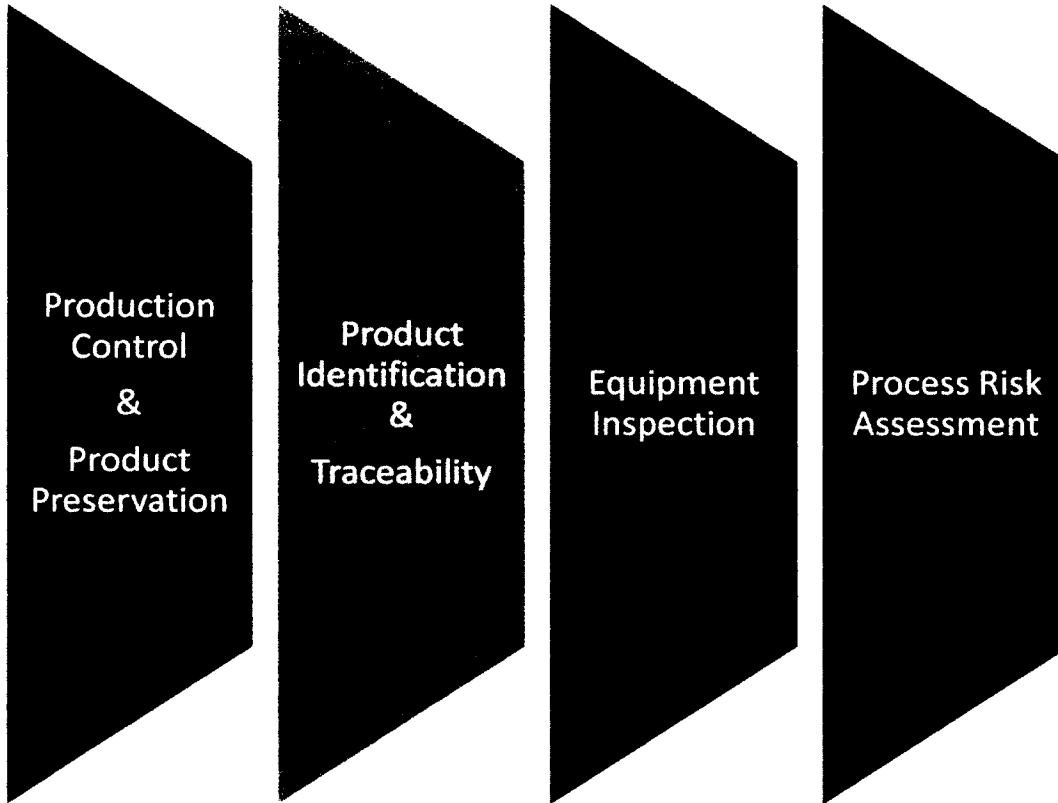 Production
Control
&
Product
Preservation
Product
Identification
&
Traceability
Equipment
Inspection
Process Risk
Assessment